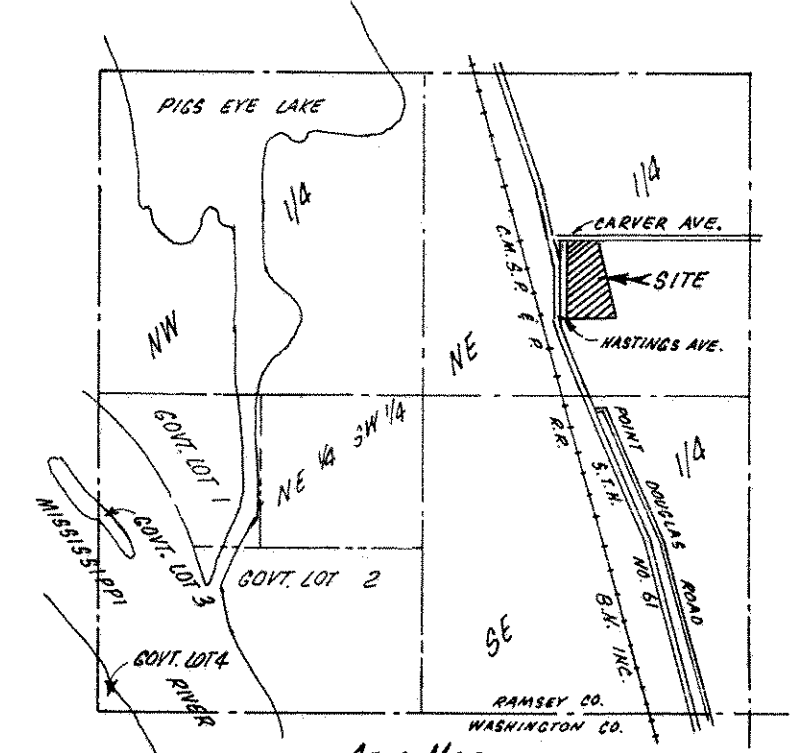 PIGS EYE LAKE
1/4
1/4
CARVER AVE.
SITE
HASTINGS AVE.
C.M.S.P. & P.
R.R.
NW
NE
GOVT. LOT 1
NE 1/4 SW 1/4
POINT DOUGLAS ROAD
1/4
S.T.H. NO. 61
MISSISSIPPI
RIVER
GOVT. LOT 3
GOVT. LOT 2
GOVT. LOT 4
SE
B.N. INC.
RAMSEY CO.
WASHINGTON CO.